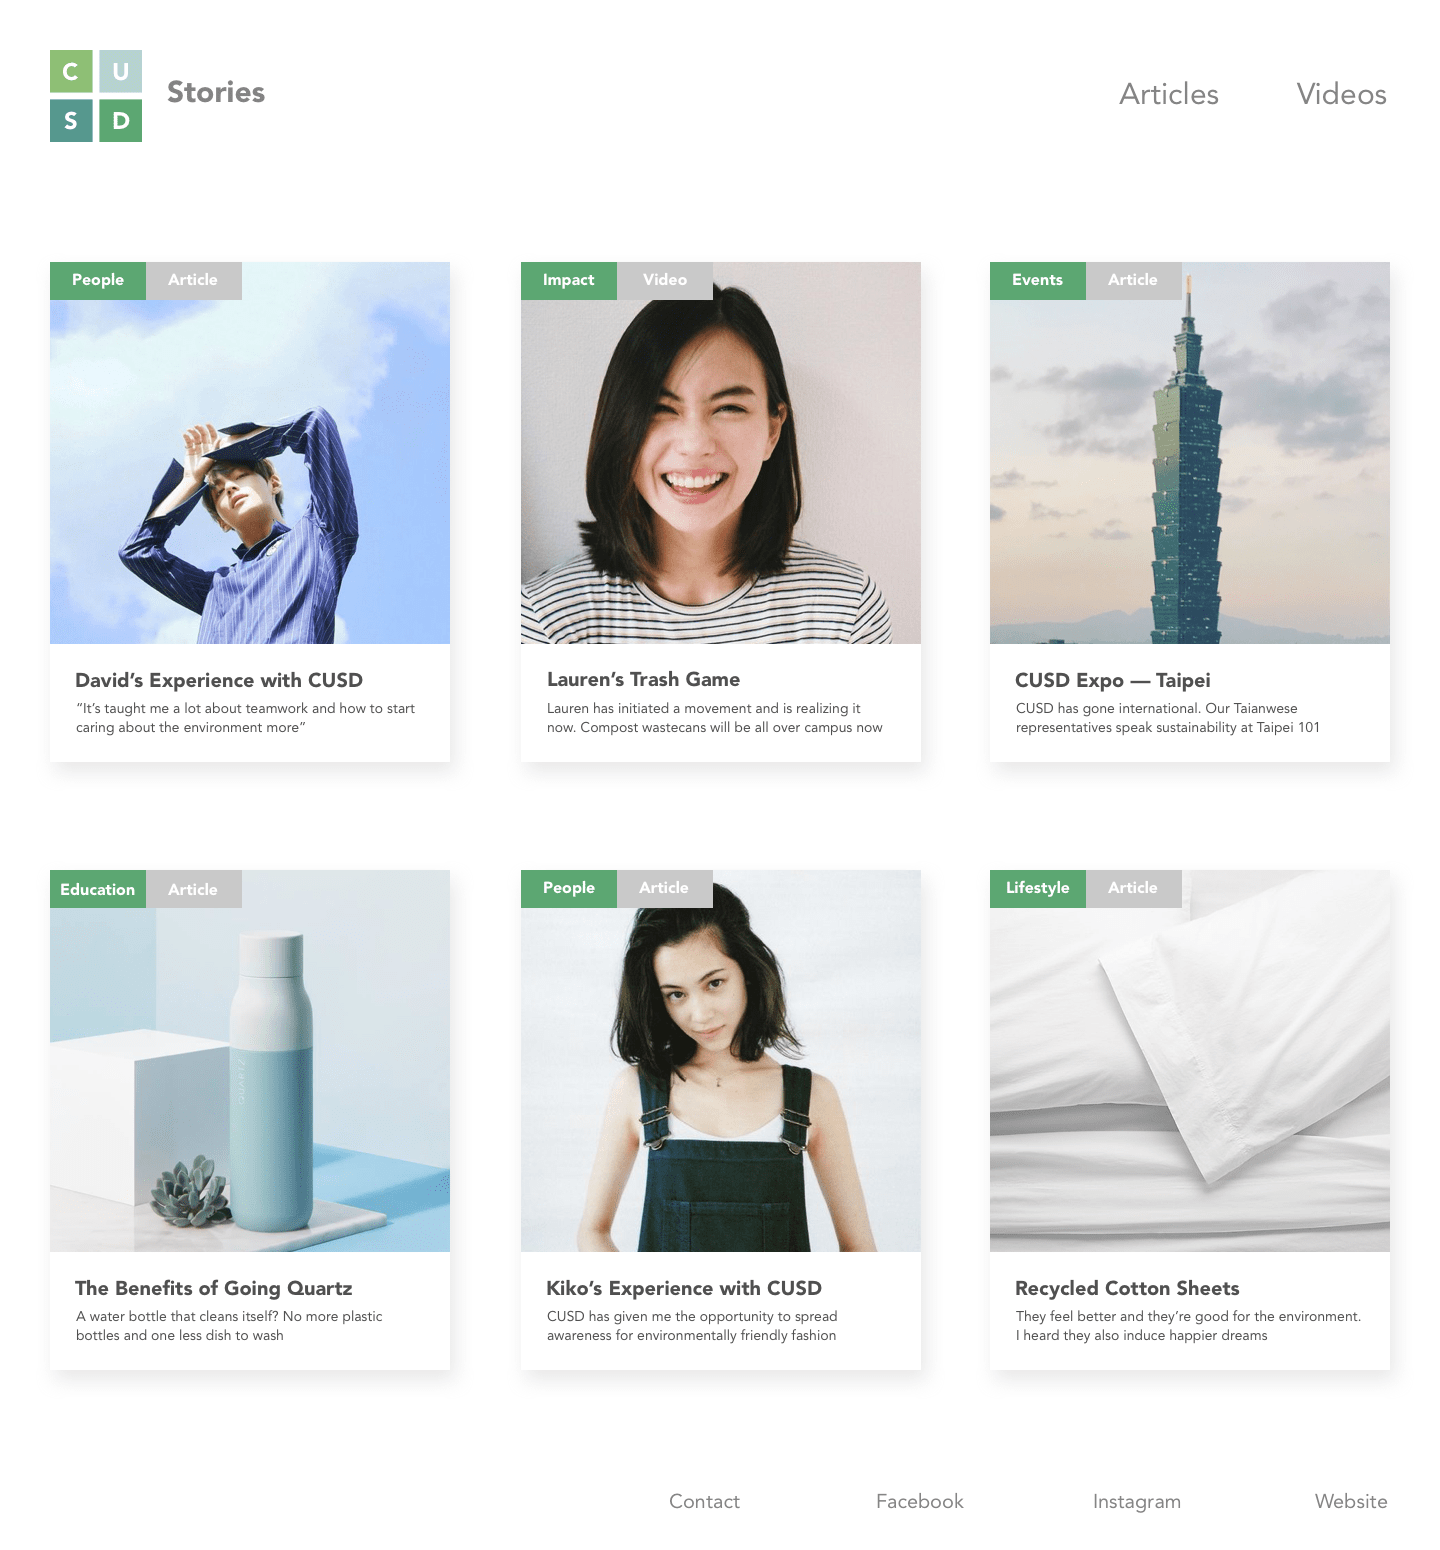 C U
S D
Stories
Articles
Videos
People
Article
Impact
Video
Events
Article
David’s Experience with CUSD
“It’s taught me a lot about teamwork and how to start
caring about the environment more”
Lauren’s Trash Game
Lauren has initiated a movement and is realizing it
now. Compost wastecans will be all over campus now
CUSD Expo — Taipei
CUSD has gone international. Our Taianwese
representatives speak sustainability at Taipei 101
Education
Article
People
Article
Lifestyle
Article
QUARTZ
The Benefits of Going Quartz
A water bottle that cleans itself? No more plastic
bottles and one less dish to wash
Kiko’s Experience with CUSD
CUSD has given me the opportunity to spread
awareness for environmentally friendly fashion
Recycled Cotton Sheets
They feel better and they’re good for the environment.
I heard they also induce happier dreams
Contact
Facebook
Instagram
Website